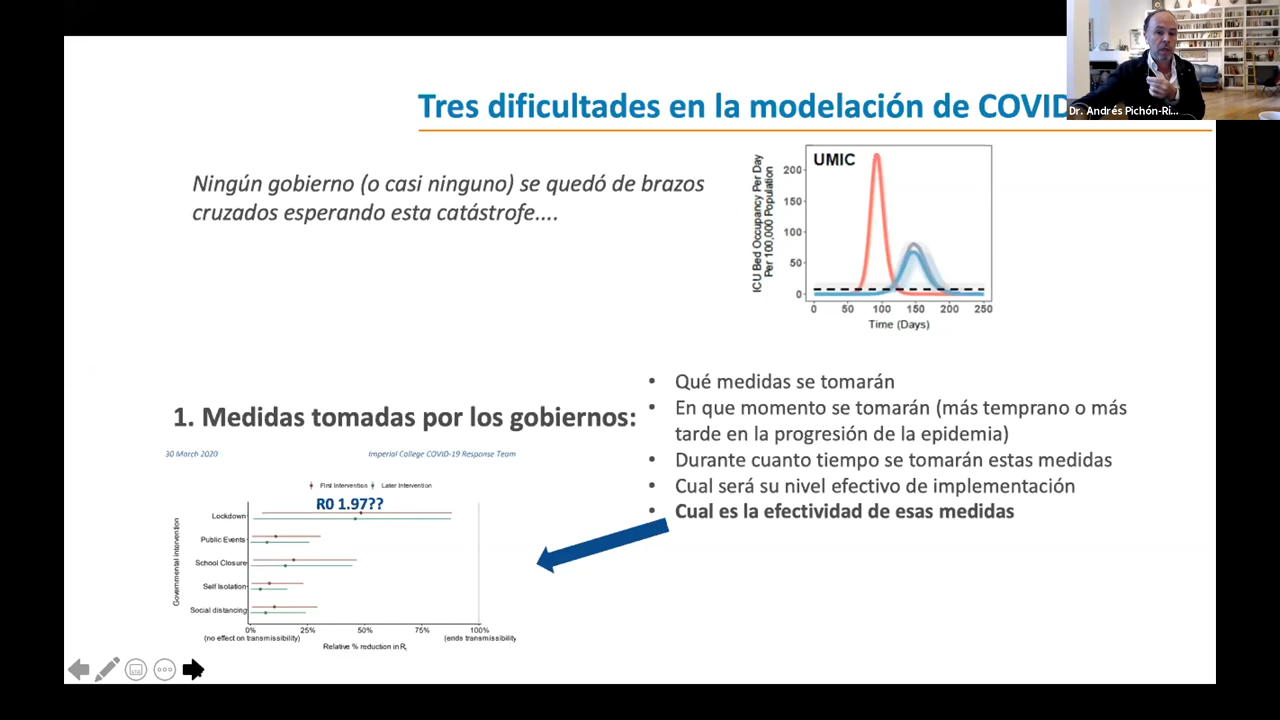 Tres dificultades en la modelación de COVID
Dr. Andrés Pichón-Ri...
Ningún gobierno (o casi ninguno) se quedó de brazos
cruzados esperando esta catástrofe....
UMIC
ICU Bed Occupancy Per Day
Per 100,000 Population
200
150
100
50
0
0 50 100 150 200 250
Time (Days)
1. Medidas tomadas por los gobiernos:
• Qué medidas se tomarán
• En que momento se tomarán (más temprano o más
tarde en la progresión de la epidemia)
• Durante cuanto tiempo se tomarán estas medidas
• Cual será su nivel efectivo de implementación
• Cual es la efectividad de esas medidas
30 March 2020 Imperial College COVID-19 Response Team
First Intervention Later Intervention
R0 1.97??
Governmental intervention
Lockdown
Public Events
School Closure
Self Isolation
Social distancing
0% 25% 50% 75% 100%
(no effect on transmissibility) (ends transmissibility
Relative % reduction in Rt